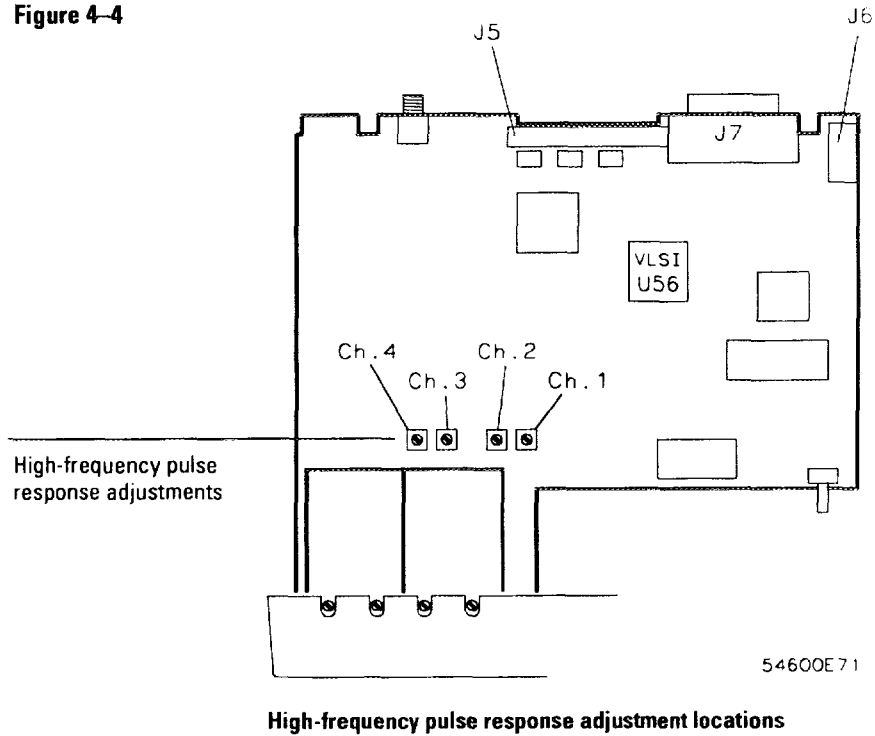 Figure 4–4
J5
J6
J7
VLSI
U56
Ch.4
Ch.3
Ch.2
Ch.1
High-frequency pulse
response adjustments
54600E71
High-frequency pulse response adjustment locations